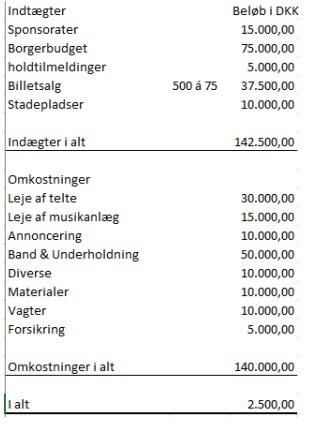 Indtægter Beløb i DKK
Sponsorater 15.000,00
Borgerbudget 75.000,00
holdtilmeldinger 5.000,00
Billetsalg 500 á 75 37.500,00
Stadepladser 10.000,00
Indægter i alt 142.500,00
Omkostninger
Leje af telte 30.000,00
Leje af musikanlæg 15.000,00
Annoncering 10.000,00
Band & Underholdning 50.000,00
Diverse 10.000,00
Materialer 10.000,00
Vagter 10.000,00
Forsikring 5.000,00
Omkostninger i alt 140.000,00
I alt 2.500,00